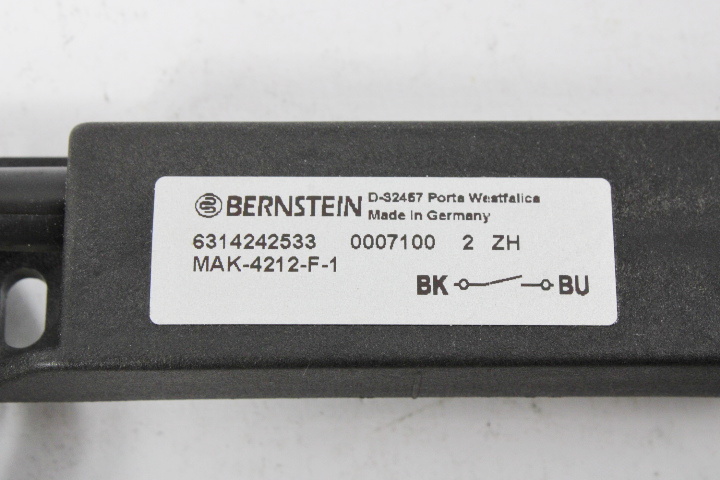 BERNSTEIN
D-32457 Porta Westfalica
Made in Germany
6314242533 0007100 2 ZH
MAK-4212-F-1
BK BU